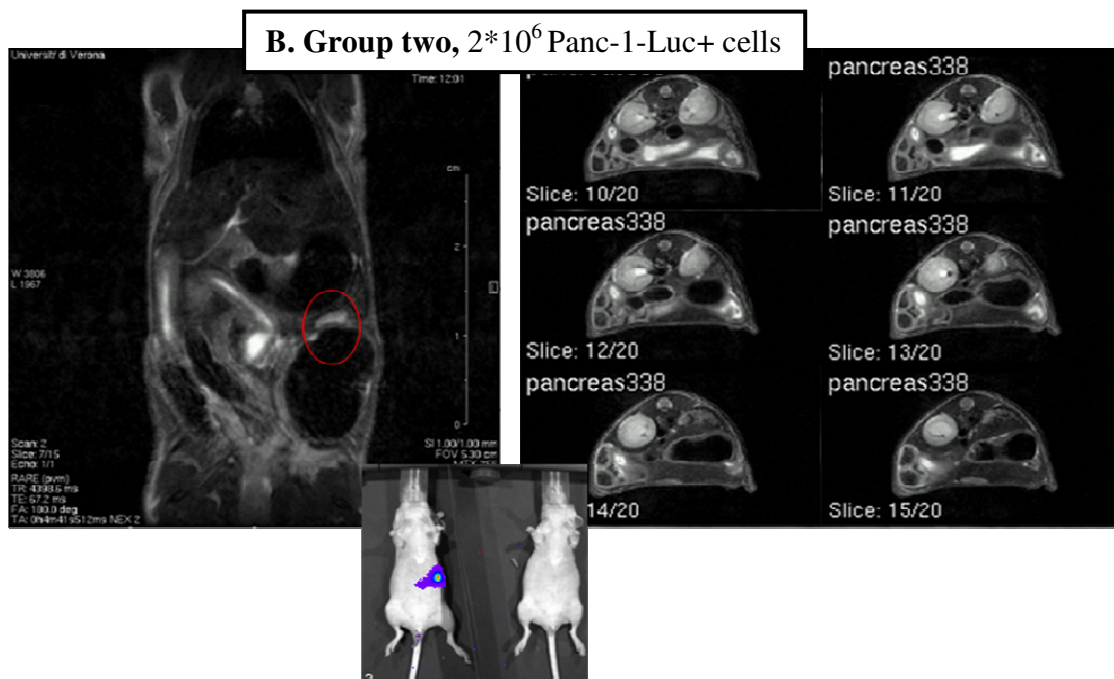 B. Group two, 2*10^6 Panc-1-Luc+ cells
Università di Verona
Time: 12:01
cm
2
1
0
W 3806
L 1967
Scan: 2
Slice: 7/15
Echo: 1/1
RARE (pvm)
TR: 4398.6 ms
TE: 67.2 ms
FA: 180.0 deg
TA: 0h4m41s512ms NEX 2
SI 1.00/1.00 mm
FOV 5.30 cm
pancreas338
Slice: 10/20
pancreas338
Slice: 11/20
pancreas338
Slice: 12/20
pancreas338
Slice: 13/20
pancreas338
14/20
pancreas338
Slice: 15/20